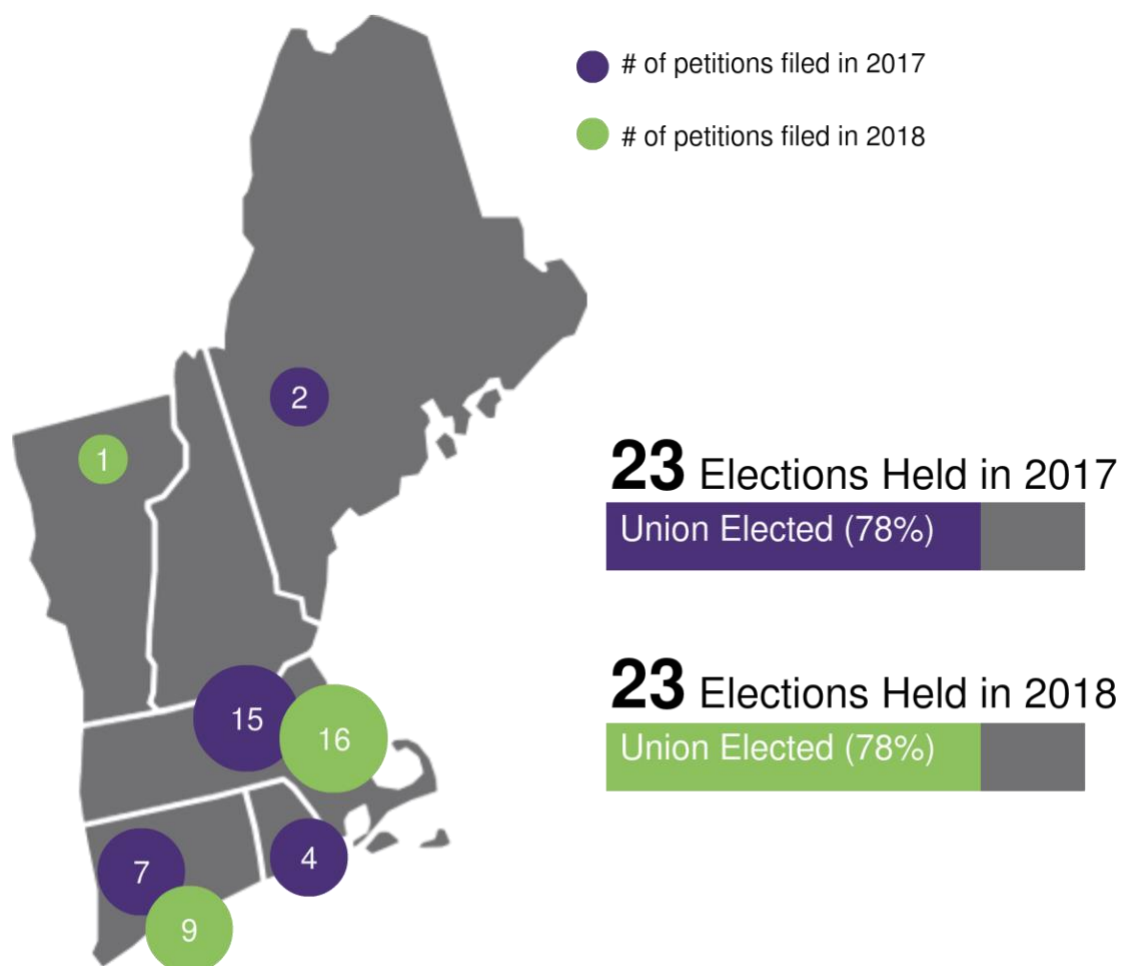 # of petitions filed in 2017
# of petitions filed in 2018
2
1
23 Elections Held in 2017
Union Elected (78%)
23 Elections Held in 2018
Union Elected (78%)
15
16
7
4
9